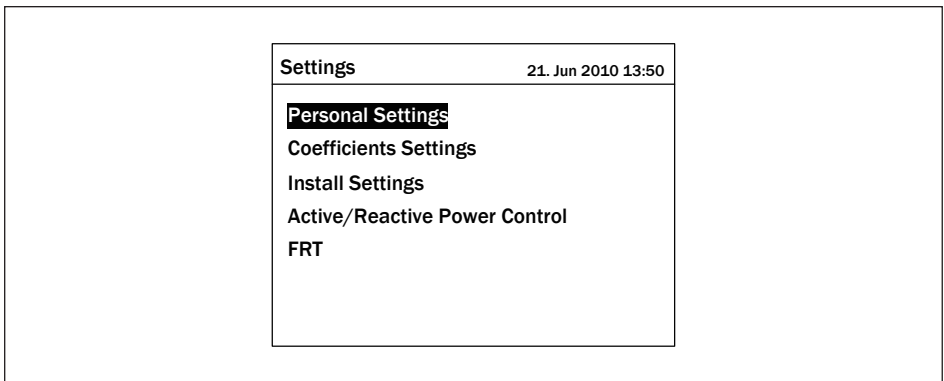 Settings 21. Jun 2010 13:50
Personal Settings
Coefficients Settings
Install Settings
Active/Reactive Power Control
FRT